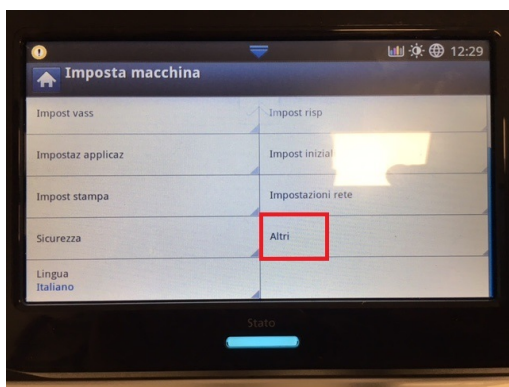 12:29
Imposta macchina
Impost vass
Impost risp
Impostaz applicaz
Impost inizial
Impost stampa
Impostazioni rete
Sicurezza
Altri
Lingua
Italiano
Stato